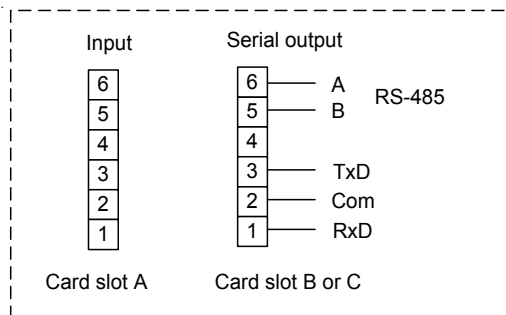 Input Serial output
6 6 A
5 5 B RS-485
4 4
3 3 TxD
2 2 Com
1 1 RxD
Card slot A Card slot B or C